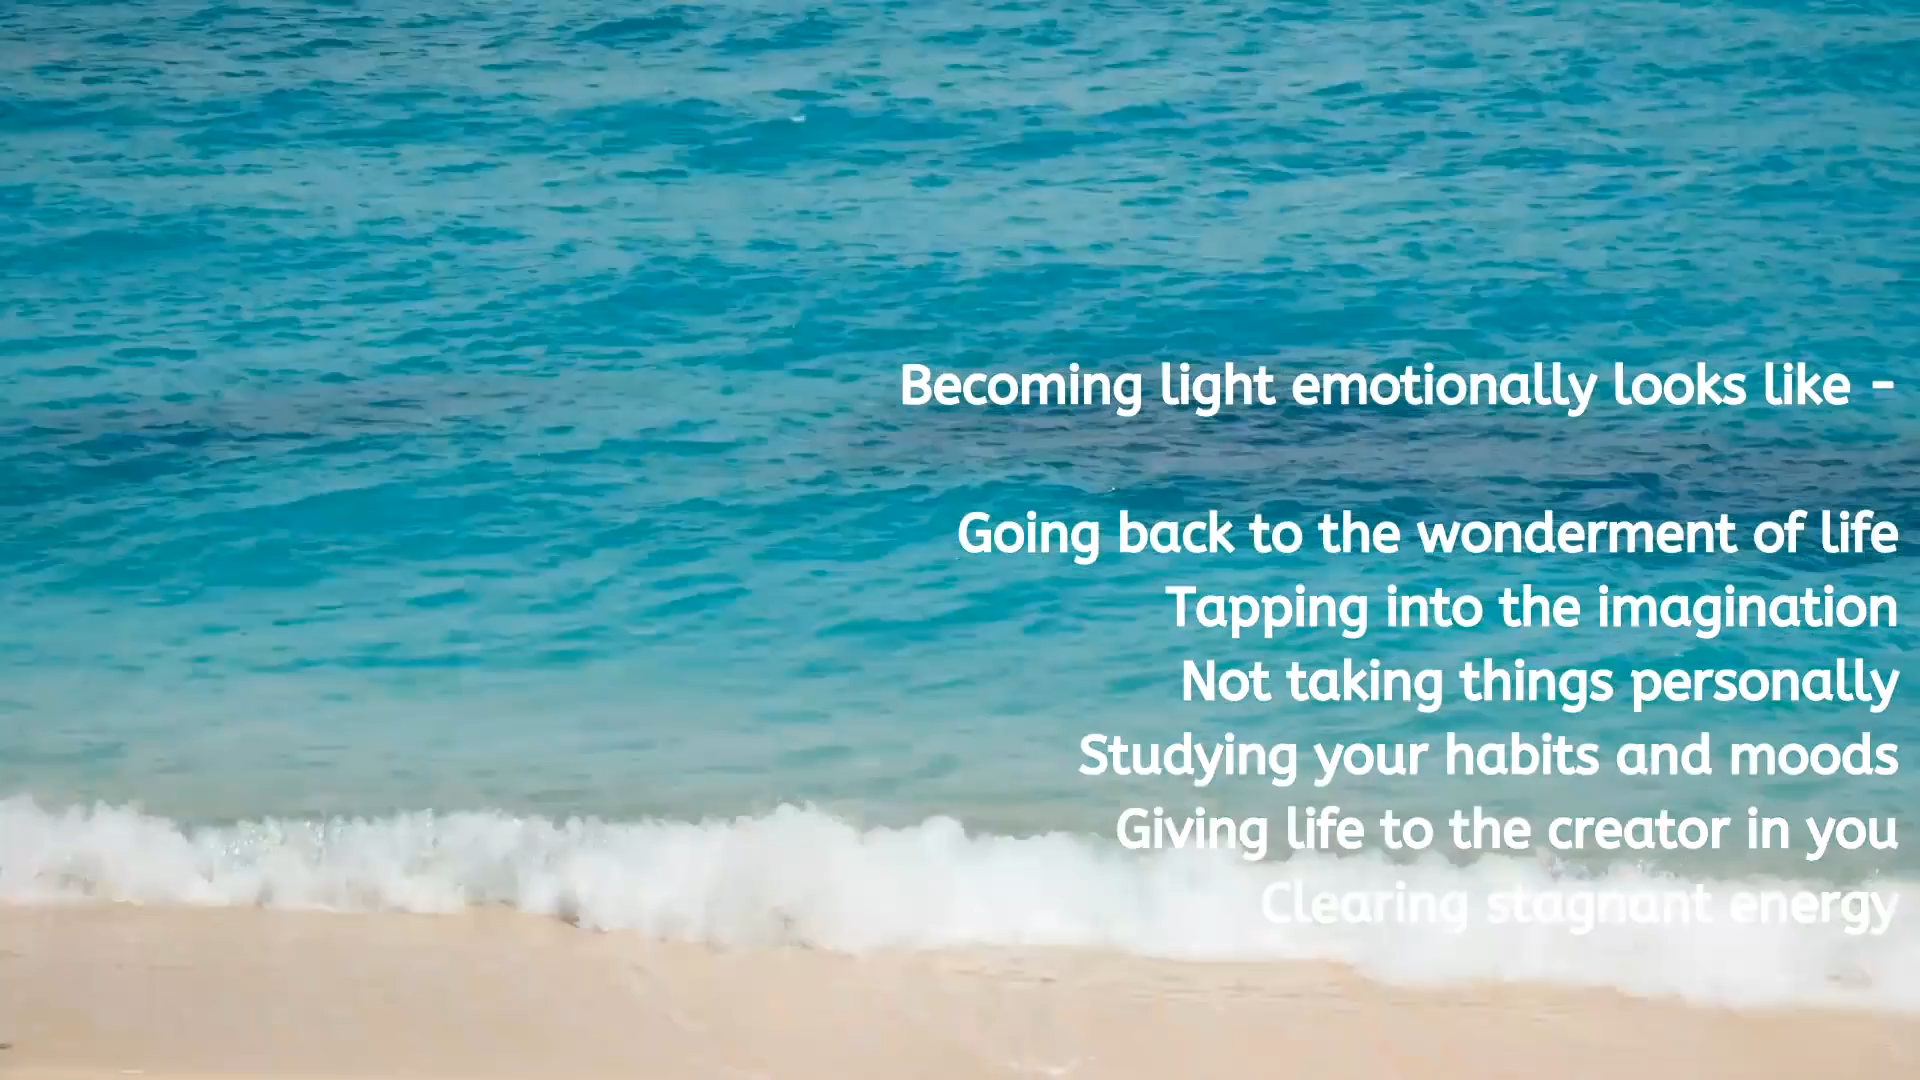 Becoming light emotionally looks like -
Going back to the wonderment of life
Tapping into the imagination
Not taking things personally
Studying your habits and moods
Giving life to the creator in you
Clearing stagnant energy